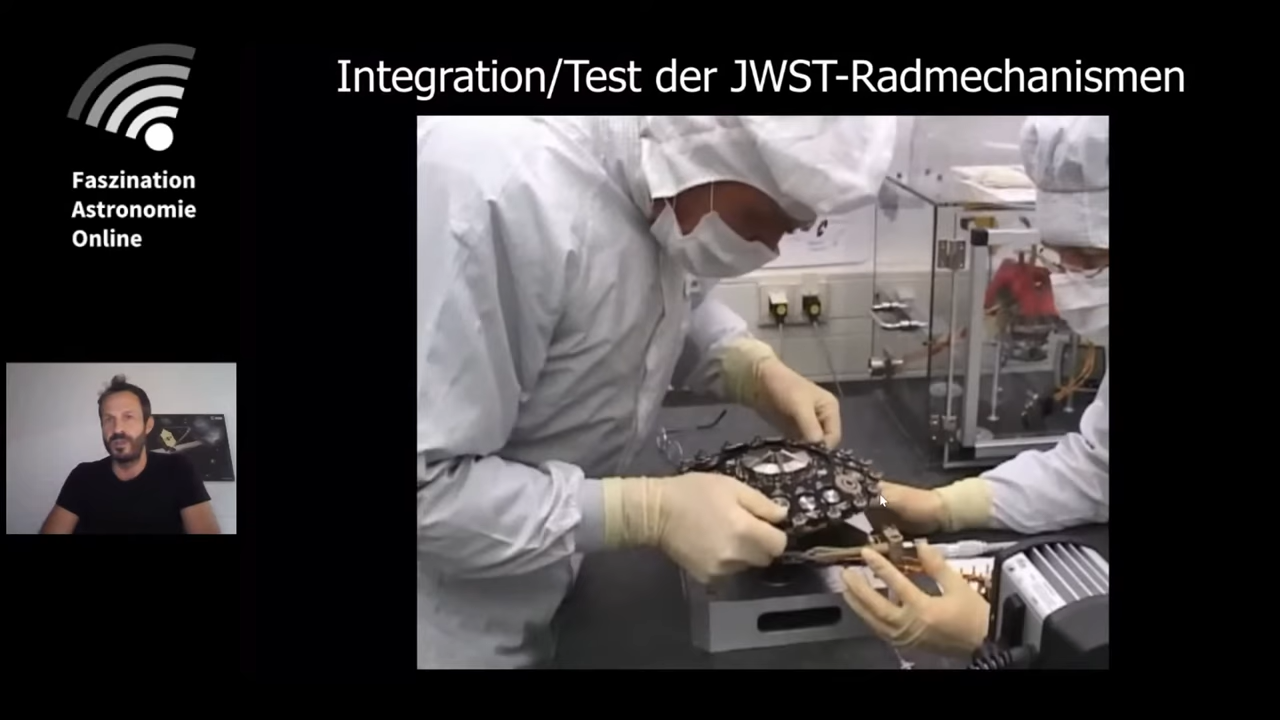 Integration/Test der JWST-Radmechanismen
Faszination
Astronomie
Online